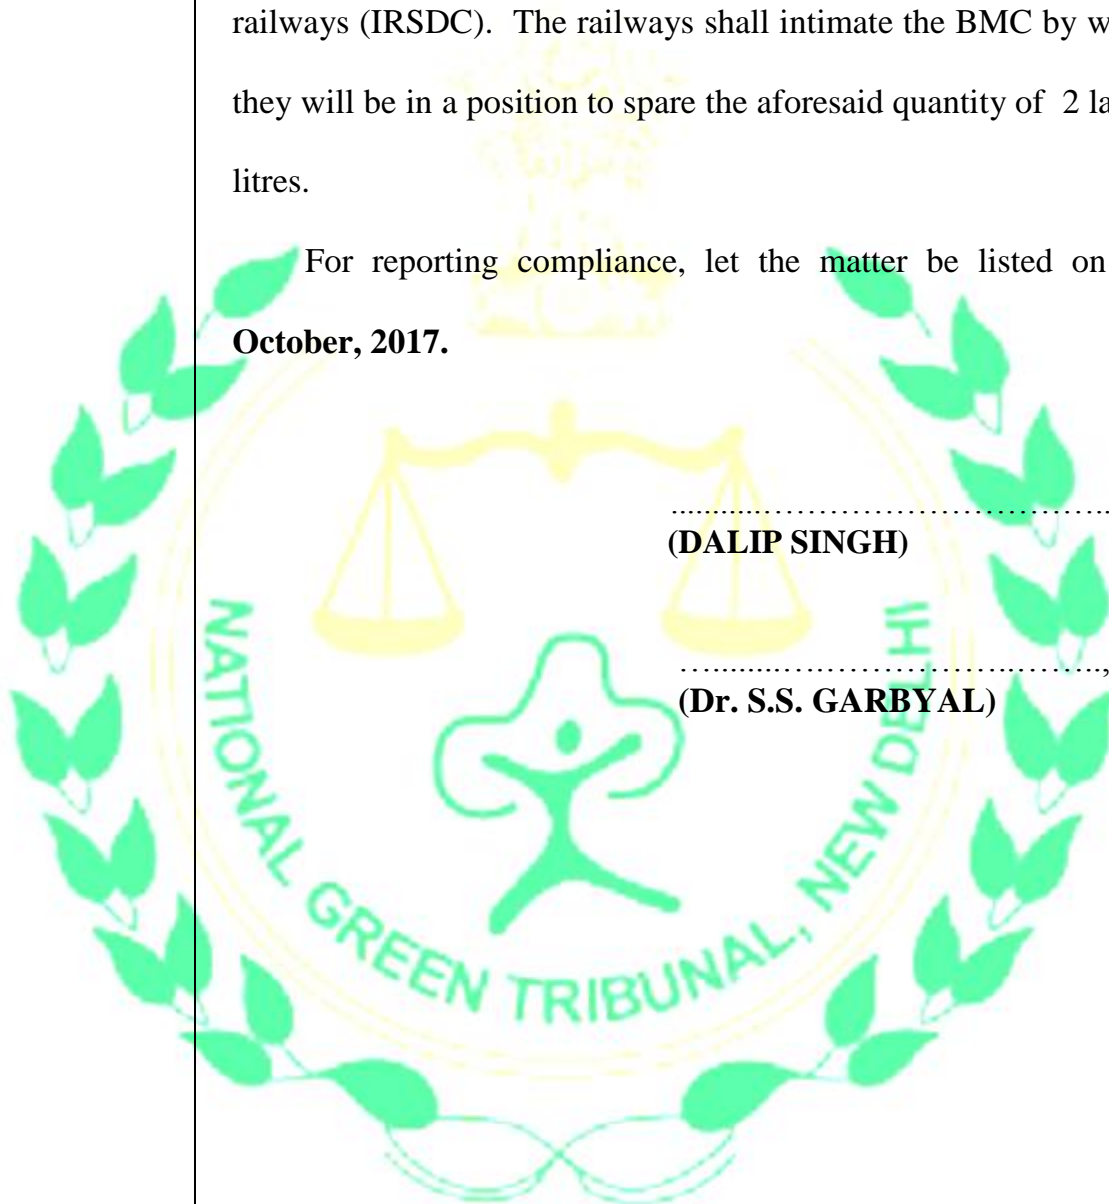 railways (IRSDC). The railways shall intimate the BMC by
they will be in a position to spare the aforesaid quantity of 2
litres.
For reporting compliance, let the matter be listed on
October, 2017.
(DALIP SINGH)
(Dr. S.S. GARBYAL)
NATIONAL GREEN TRIBUNAL, NEW DELHI